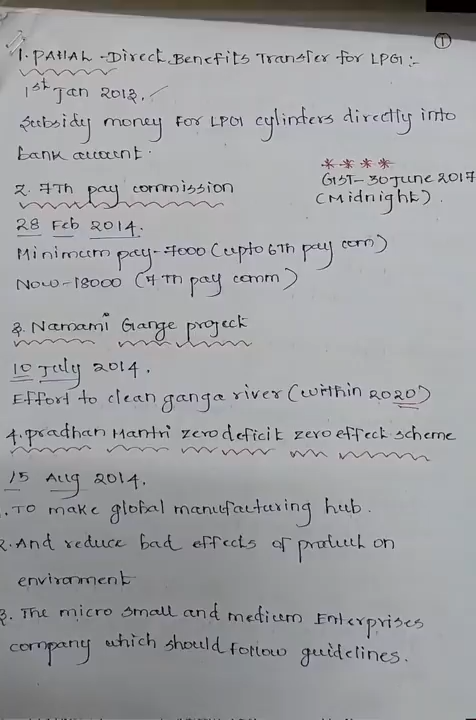 ①
1. PAHAL - Direct Benefits Transfer for LPG :-
1st Jan 2013.
Subsidy money for LPG cylinders directly into
bank account.
2. 7Th pay commission
****
GST - 30 June 2017
(Midnight).
28 Feb 2014.
Minimum pay - 7000 (upto 6Th pay com)
Now - 18000 (7Th pay comm)
3. Namami Gange project
10 July 2014.
Effort to clean ganga river (within 2020)
4. pradhan Mantri zero deficit zero effect scheme
15 Aug 2014.
1. To make global manufacturing hub.
2. And reduce bad effects of product on
environment
3. The micro small and medium Enterprises
company which should follow guidelines.